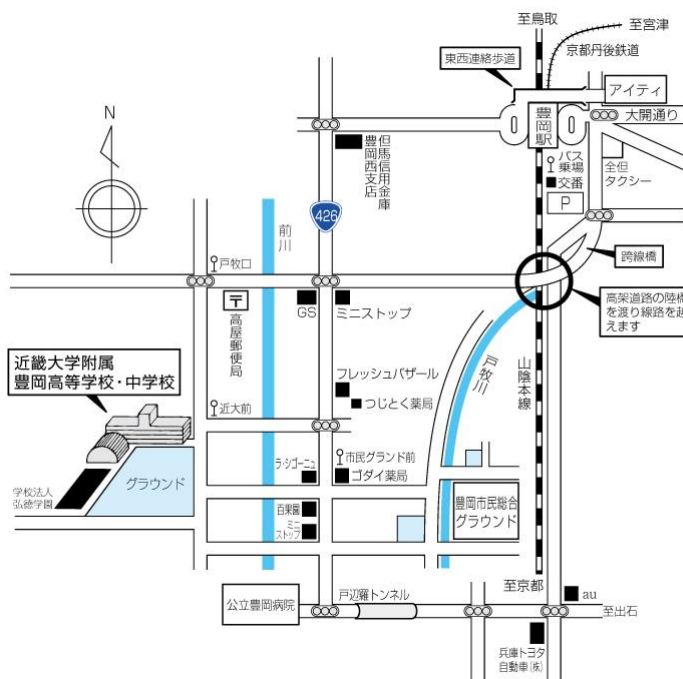 至鳥取
至宮津
京都丹後鉄道
東西連絡歩道
アイティ
豊岡駅
大開通り
N
但馬信用金庫
豊岡西支店
バス
乗場
交番
全但
タクシー
P
426
前川
戸牧口
跨線橋
高架道路の陸橋
を渡り線路を越
えます
〒
高屋郵便局
GS
ミニストップ
戸牧川
山陰本線
近畿大学附属
豊岡高等学校・中学校
フレッシュバザール
つじとく薬局
近大前
市民グランド前
ラ・シゴーニュ
ゴダイ薬局
グラウンド
学校法人
弘徳学園
百果園
ミニ
ストップ
豊岡市民総合
グラウンド
至京都
公立豊岡病院
戸辺羅トンネル
au
至出石
兵庫トヨタ
自動車㈱